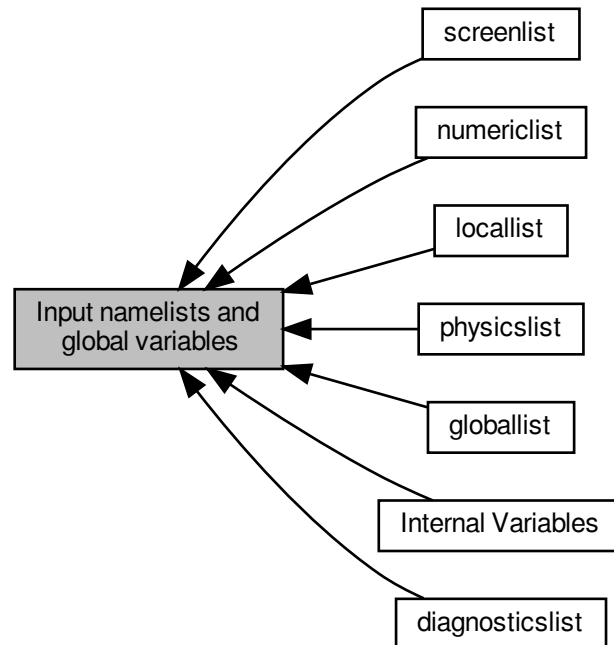 screenlist
numericlist
locallist
Input namelists and
global variables
physicslist
globallist
Internal Variables
diagnosticslist